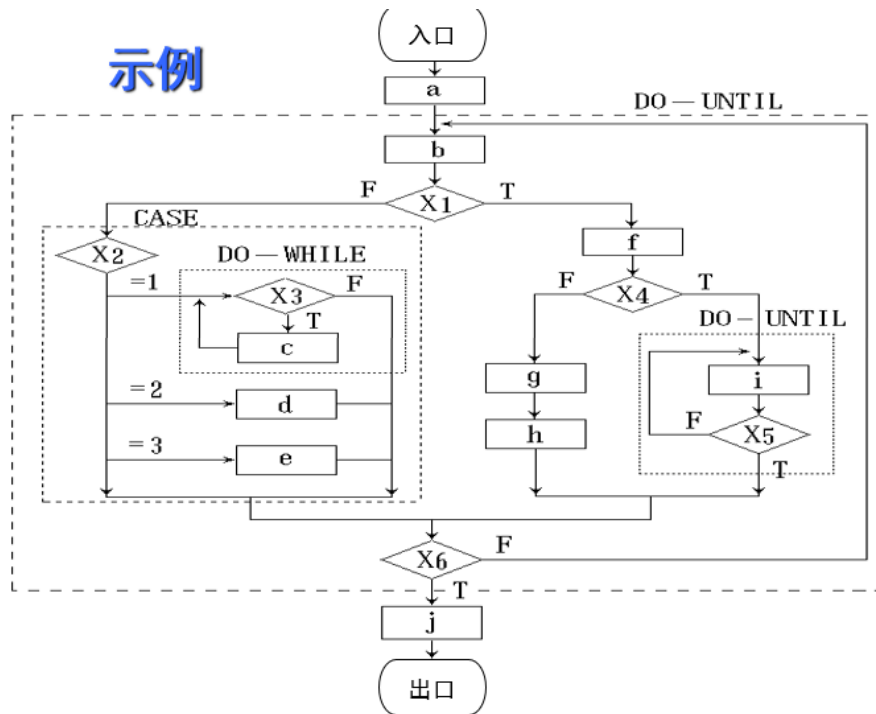 示例
入口
a
DO－UNTIL
b
F
X1
T
CASE
X2
DO－WHILE
=1
X3
F
T
c
=2
d
=3
e
f
F
X4
T
DO－UNTIL
g
i
h
F
X5
T
X6
F
T
j
出口